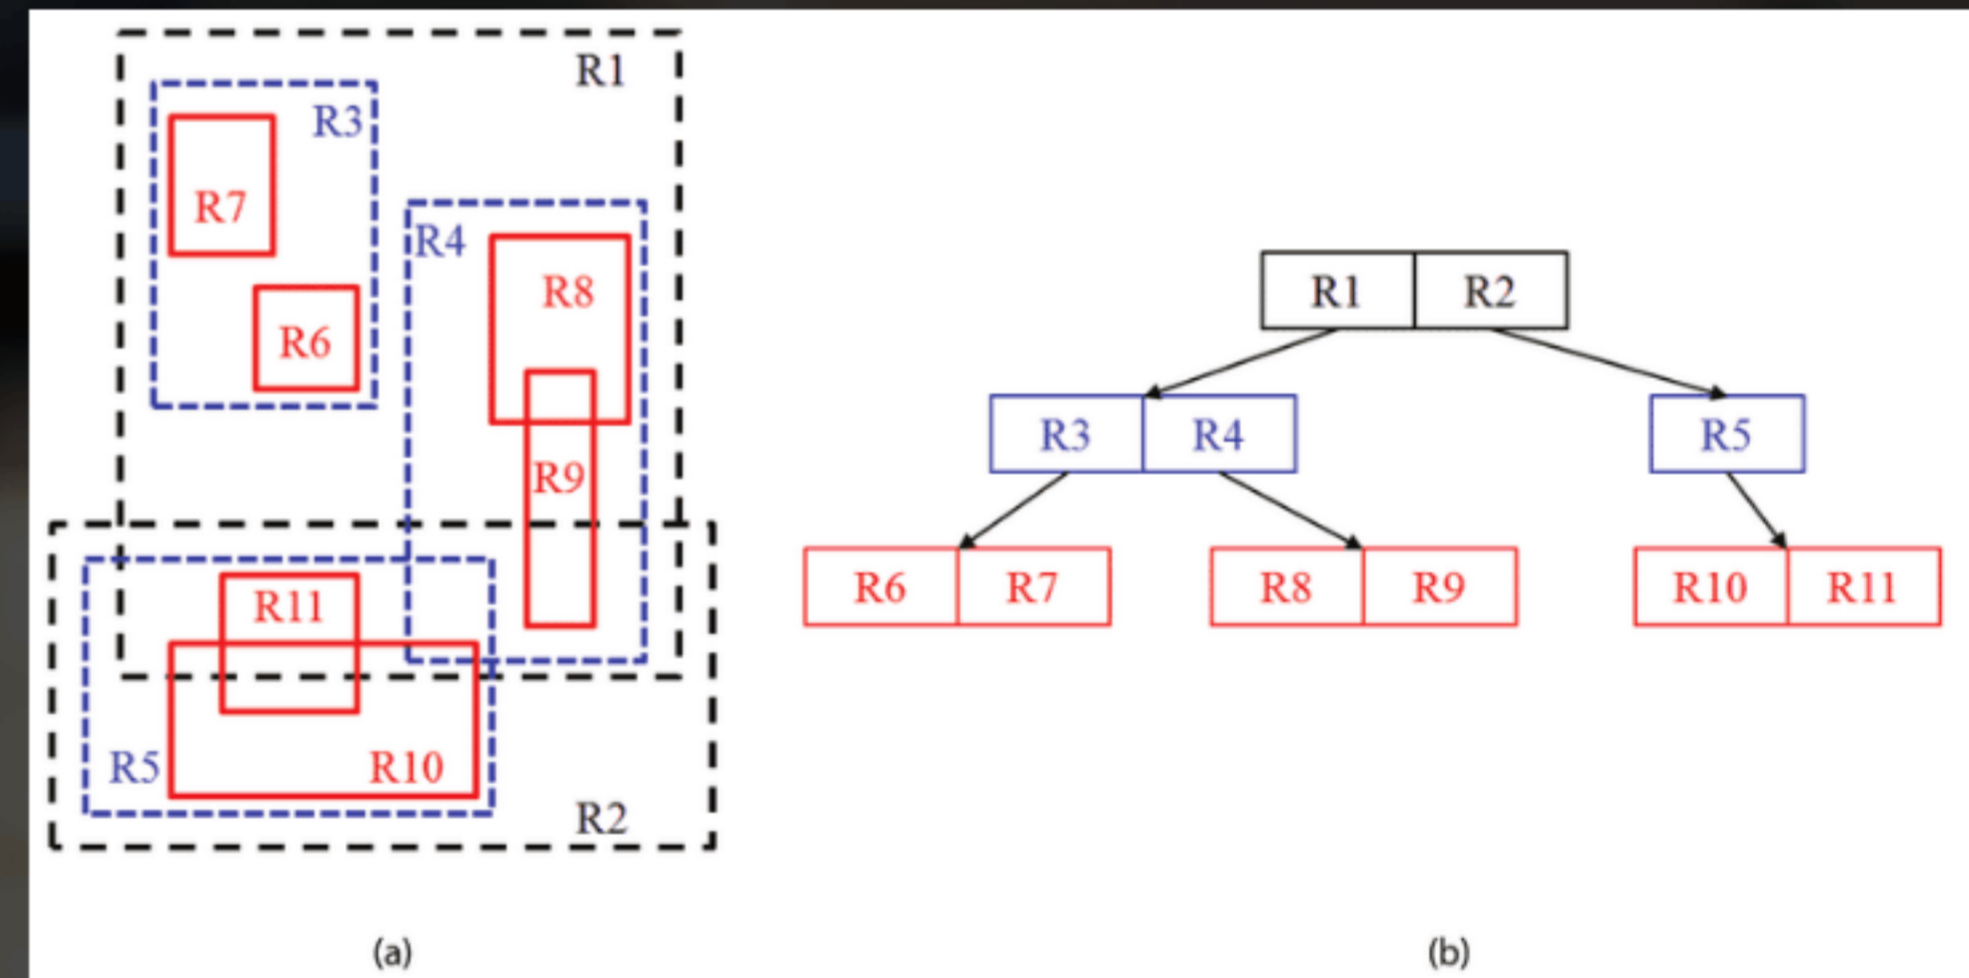 R1
R3
R7
R4
R8
R6
R9
R11
R5
R10
R2
(a)
R1 R2
R3 R4 R5
R6 R7 R8 R9 R10 R11
(b)